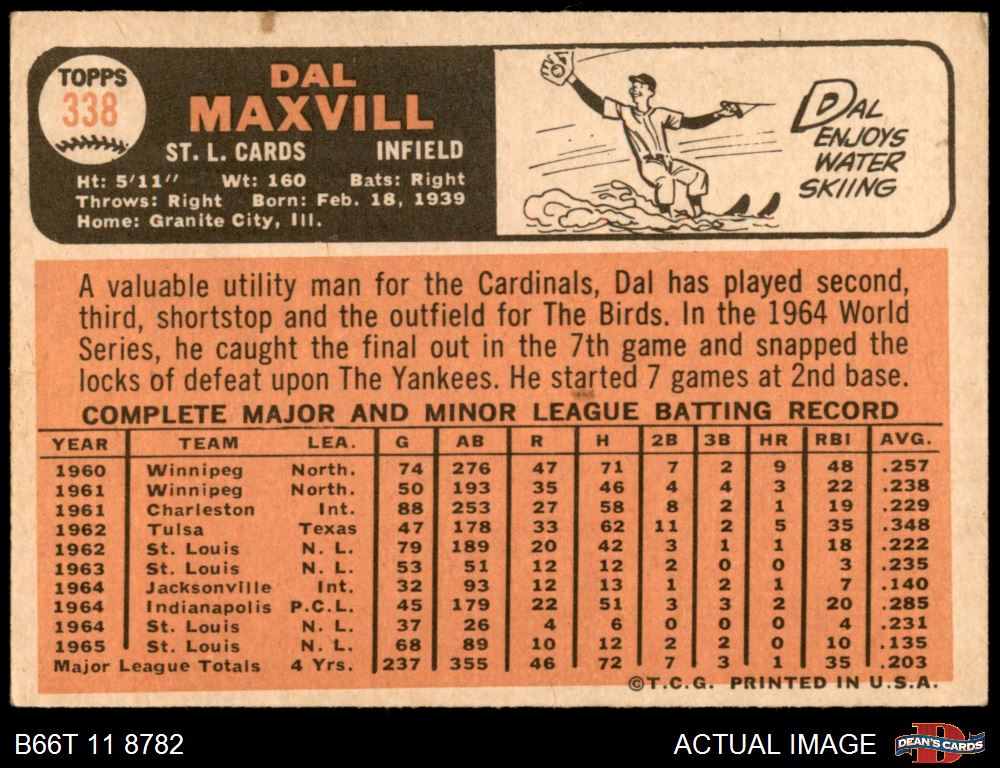 TOPPS
338
DAL
MAXVILL
ST. L. CARDS INFIELD
Ht: 5'11" Wt: 160 Bats: Right
Throws: Right Born: Feb. 18, 1939
Home: Granite City, Ill.
DAL
ENJOYS
WATER
SKIING
A valuable utility man for the Cardinals, Dal has played second,
third, shortstop and the outfield for The Birds. In the 1964 World
Series, he caught the final out in the 7th game and snapped the
locks of defeat upon The Yankees. He started 7 games at 2nd base.
COMPLETE MAJOR AND MINOR LEAGUE BATTING RECORD
YEAR TEAM LEA. G AB R H 2B 3B HR RBI AVG.
1960 Winnipeg North. 74 276 47 71 7 2 9 48 .257
1961 Winnipeg North. 50 193 35 46 4 4 3 22 .238
1961 Charleston Int. 88 253 27 58 8 2 1 19 .229
1962 Tulsa Texas 47 178 33 62 11 2 5 35 .348
1962 St. Louis N. L. 79 189 20 42 3 1 1 18 .222
1963 St. Louis N. L. 53 51 12 12 2 0 0 3 .235
1964 Jacksonville Int. 32 93 12 13 1 2 1 7 .140
1964 Indianapolis P.C.L. 45 179 22 51 3 3 2 20 .285
1964 St. Louis N. L. 37 26 4 6 0 0 0 4 .231
1965 St. Louis N. L. 68 89 10 12 2 2 0 10 .135
Major League Totals 4 Yrs. 237 355 46 72 7 3 1 35 .203
©T.C.G. PRINTED IN U.S.A.
B66T 11 8782
ACTUAL IMAGE
D
DEAN'S CARDS